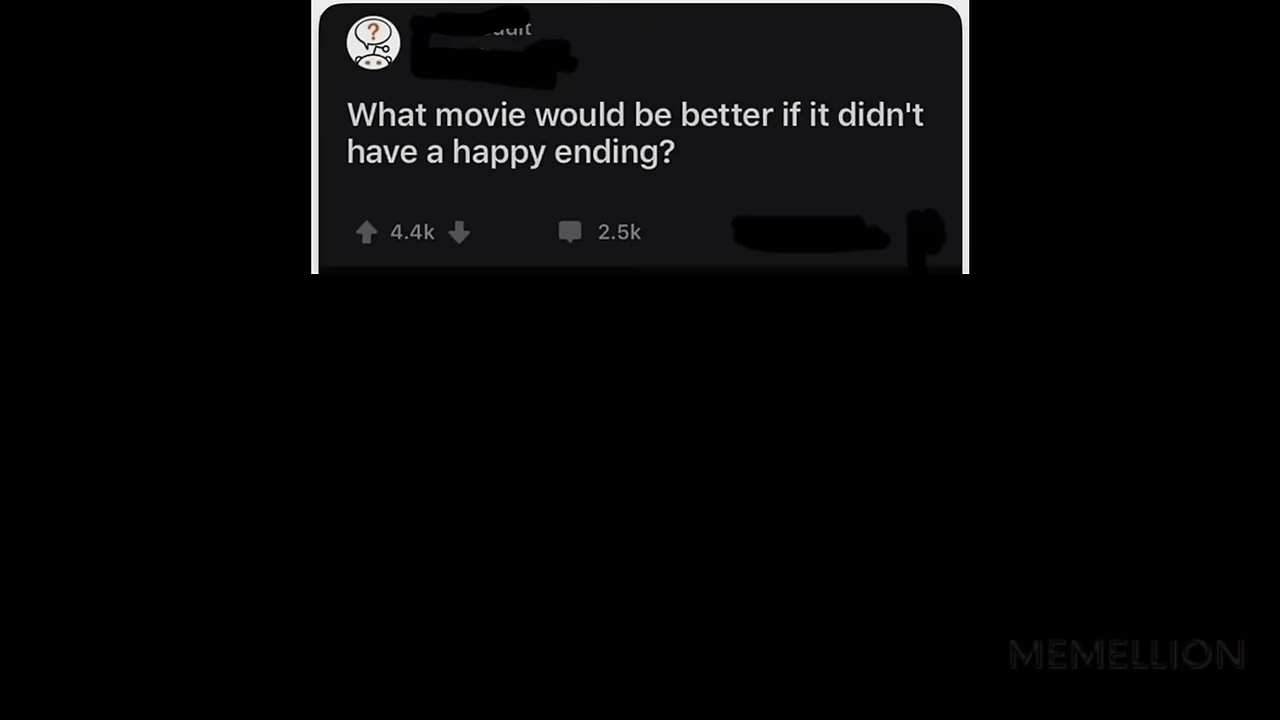 What movie would be better if it didn't
have a happy ending?
4.4k 2.5k
MEMELLION